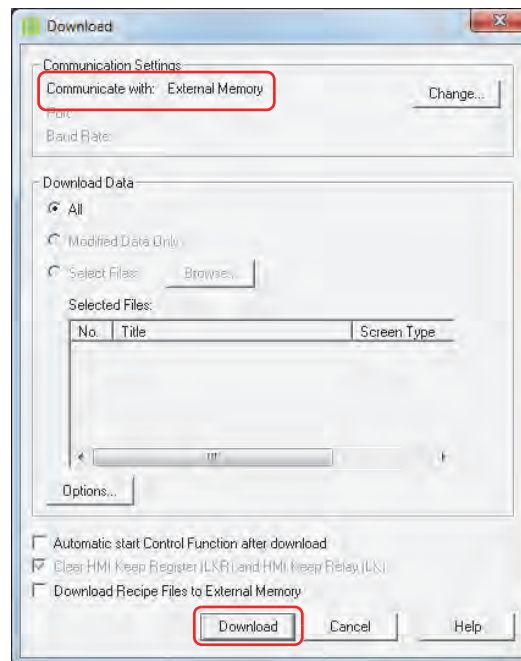 Download
Communication Settings
Communicate with: External Memory
Change...
Port:
Baud Rate:
Download Data
All
Modified Data Only
Select Files: Browse...
Selected Files:
No. Title Screen Type
Options...
Automatic start Control Function after download
Clear HMI Keep Register (LKR) and HMI Keep Relay (LK)
Download Recipe Files to External Memory
Download Cancel Help